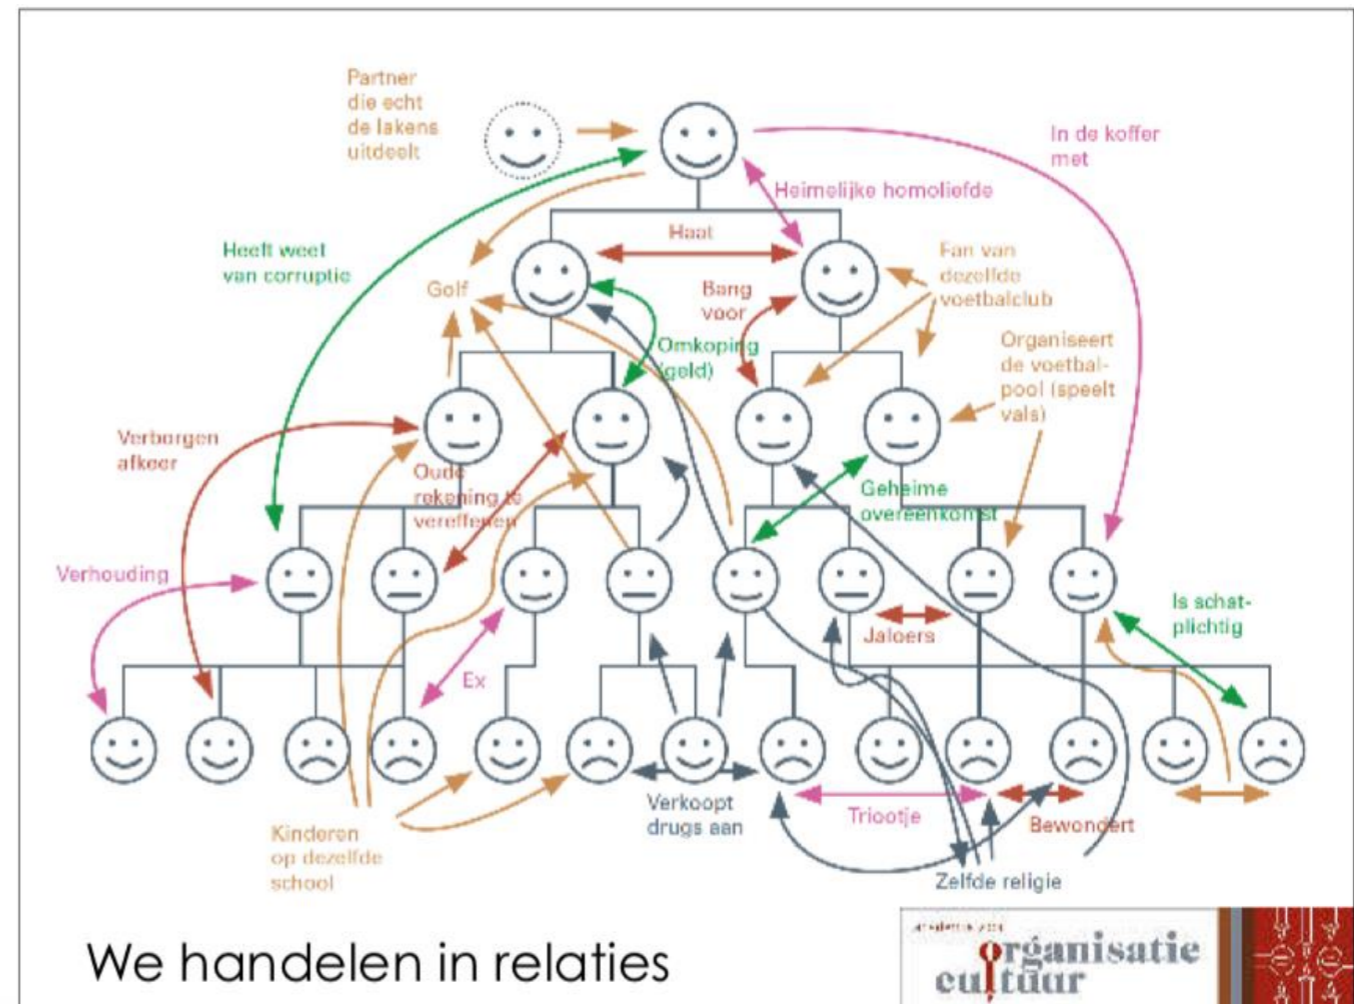 Partner
die echt
de lakens
uitdeelt
In de koffer
met
Heimelijke homoliefde
Haat
Heeft weet
van corruptie
Fan van
dezelfde
voetbalclub
Golf
Bang
voor
Omkoping
(geld)
Organiseert
de voetbal-
pool (speelt
vals)
Verborgen
afkeer
Oude
rekening te
vereffenen
Geheime
overeenkomst
Verhouding
Is schat-
plichtig
Jaloers
Ex
Verkoopt
drugs aan
Triootje
Bewondert
Kinderen
op dezelfde
school
Zelfde religie
We handelen in relaties
organisatie
cultuur